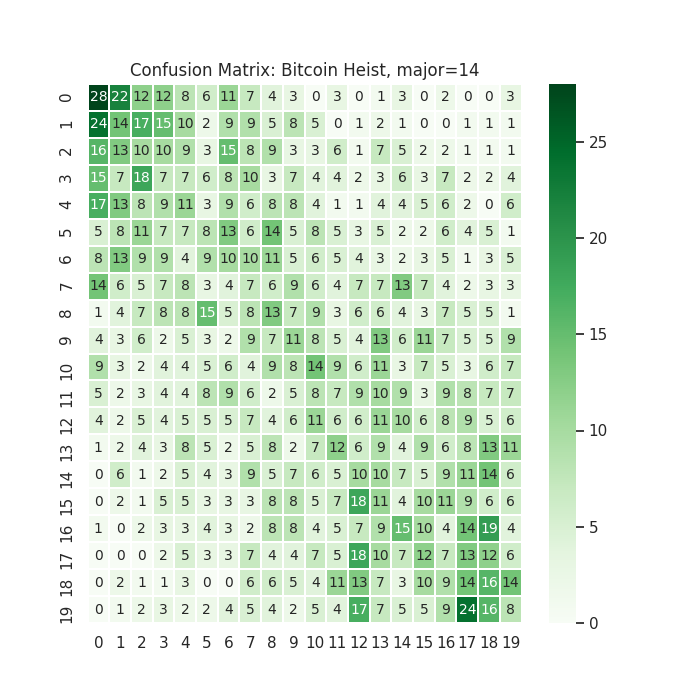 Confusion Matrix: Bitcoin Heist, major=14
0 28 22 12 12 8 6 11 7 4 3 0 3 0 1 3 0 2 0 0 3
1 24 14 17 15 10 2 9 9 5 8 5 0 1 2 1 0 0 1 1 1
2 16 13 10 10 9 3 15 8 9 3 3 6 1 7 5 2 2 1 1 1
3 15 7 18 7 7 6 8 10 3 7 4 4 2 3 6 3 7 2 2 4
4 17 13 8 9 11 3 9 6 8 8 4 1 1 4 4 5 6 2 0 6
5 5 8 11 7 7 8 13 6 14 5 8 5 3 5 2 2 6 4 5 1
6 8 13 9 9 4 9 10 10 11 5 6 5 4 3 2 3 5 1 3 5
7 14 6 5 7 8 3 4 7 6 9 6 4 7 7 13 7 4 2 3 3
8 1 4 7 8 8 15 5 8 13 7 9 3 6 6 4 3 7 5 5 1
9 4 3 6 2 5 3 2 9 7 11 8 5 4 13 6 11 7 5 5 9
10 9 3 2 4 4 5 6 4 9 8 14 9 6 11 3 7 5 3 6 7
11 5 2 3 4 4 8 9 6 2 5 8 7 9 10 9 3 9 8 7 7
12 4 2 5 4 5 5 5 7 4 6 11 6 6 11 10 6 8 9 5 6
13 1 2 4 3 8 5 2 5 8 2 7 12 6 9 4 9 6 8 13 11
14 0 6 1 2 5 4 3 9 5 7 6 5 10 10 7 5 9 11 14 6
15 0 2 1 5 5 3 3 3 8 8 5 7 18 11 4 10 11 9 6 6
16 1 0 2 3 3 4 3 2 8 8 4 5 7 9 15 10 4 14 19 4
17 0 0 0 2 5 3 3 7 4 4 7 5 18 10 7 12 7 13 12 6
18 0 2 1 1 3 0 0 6 6 5 4 11 13 7 3 10 9 14 16 14
19 0 1 2 3 2 2 4 5 4 2 5 4 17 7 5 5 9 24 16 8
0 1 2 3 4 5 6 7 8 9 10 11 12 13 14 15 16 17 18 19
25
20
15
10
5
0